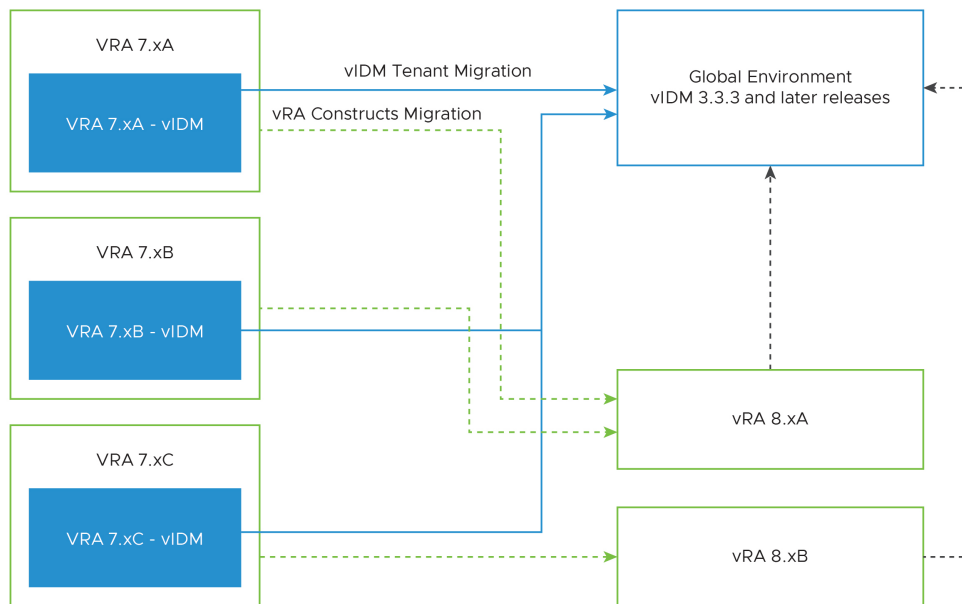 VRA 7.xA
VRA 7.xA - vIDM
vIDM Tenant Migration
vRA Constructs Migration
Global Environment
vIDM 3.3.3 and later releases
VRA 7.xB
VRA 7.xB - vIDM
vRA 8.xA
VRA 7.xC
VRA 7.xC - vIDM
vRA 8.xB